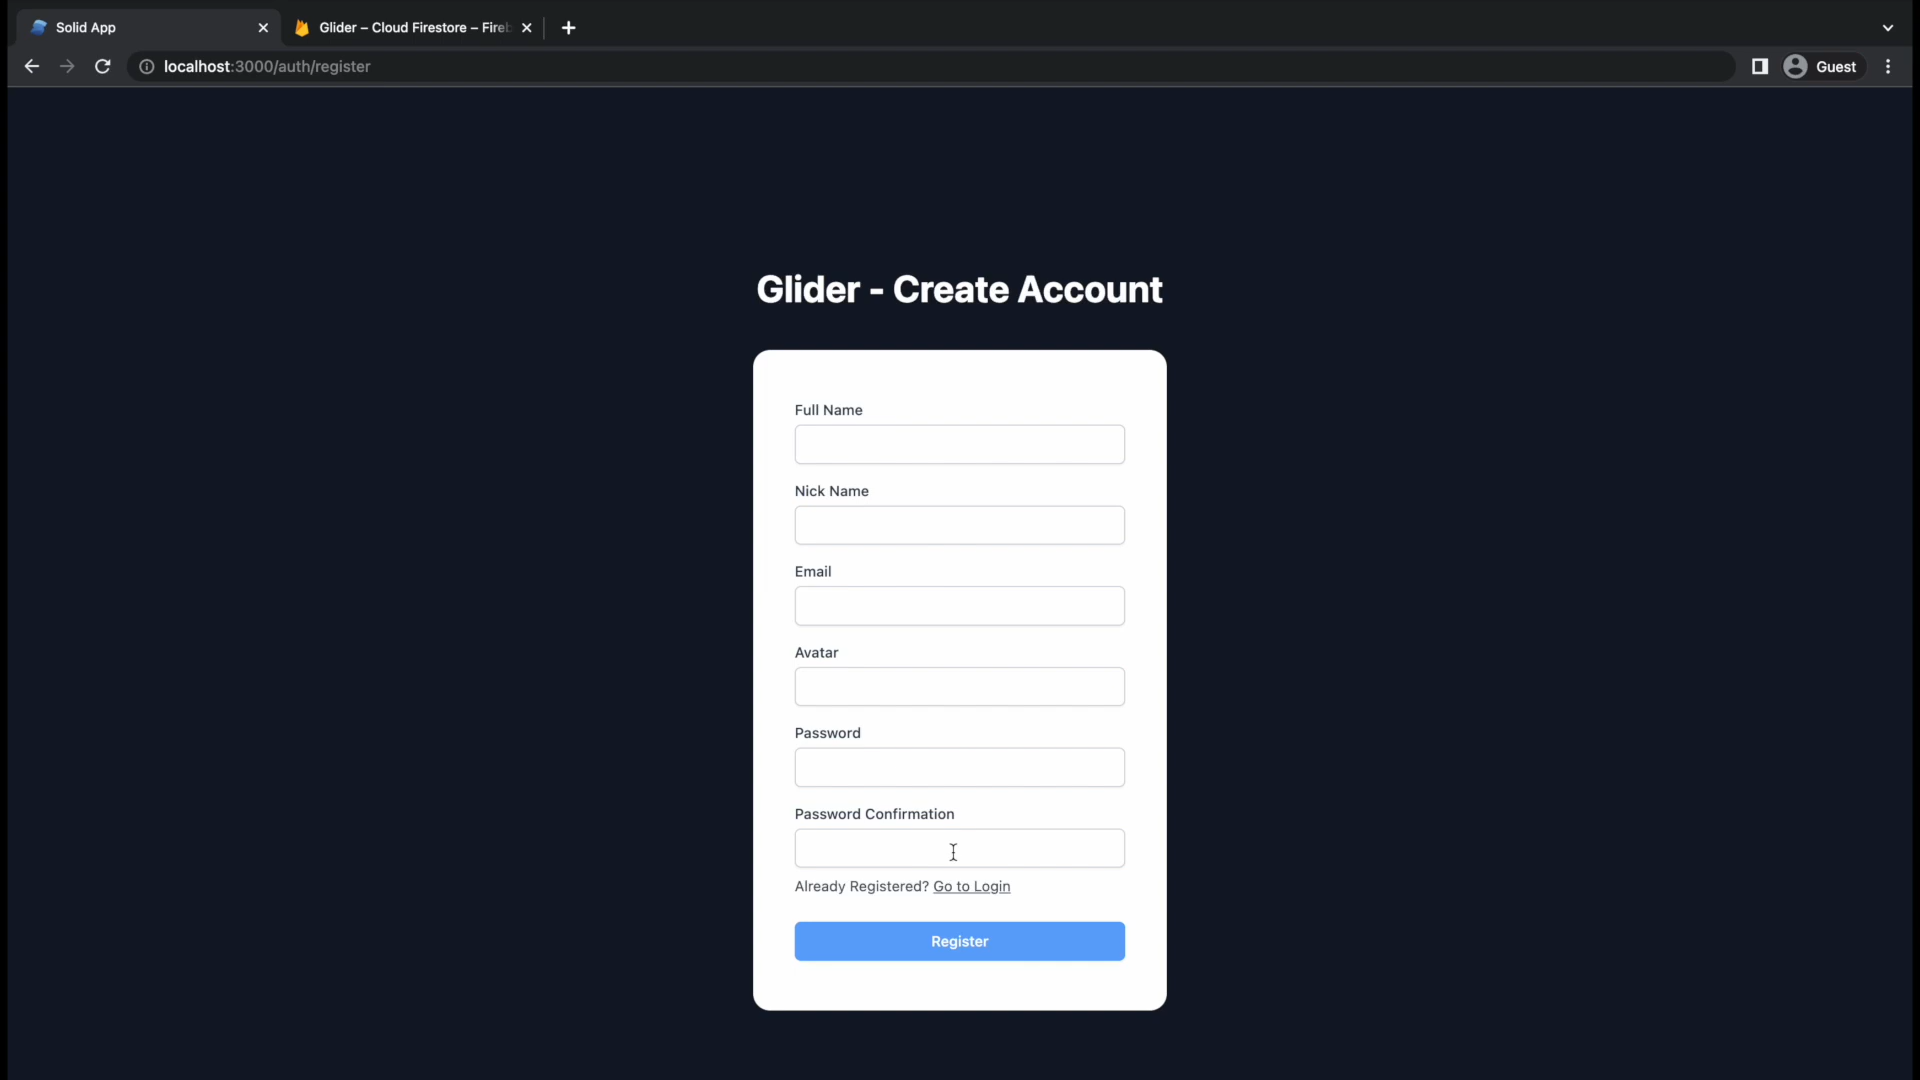 Solid App
Glider – Cloud Firestore – Fireb
localhost:3000/auth/register
Guest
Glider - Create Account
Full Name
Nick Name
Email
Avatar
Password
Password Confirmation
Already Registered? Go to Login
Register